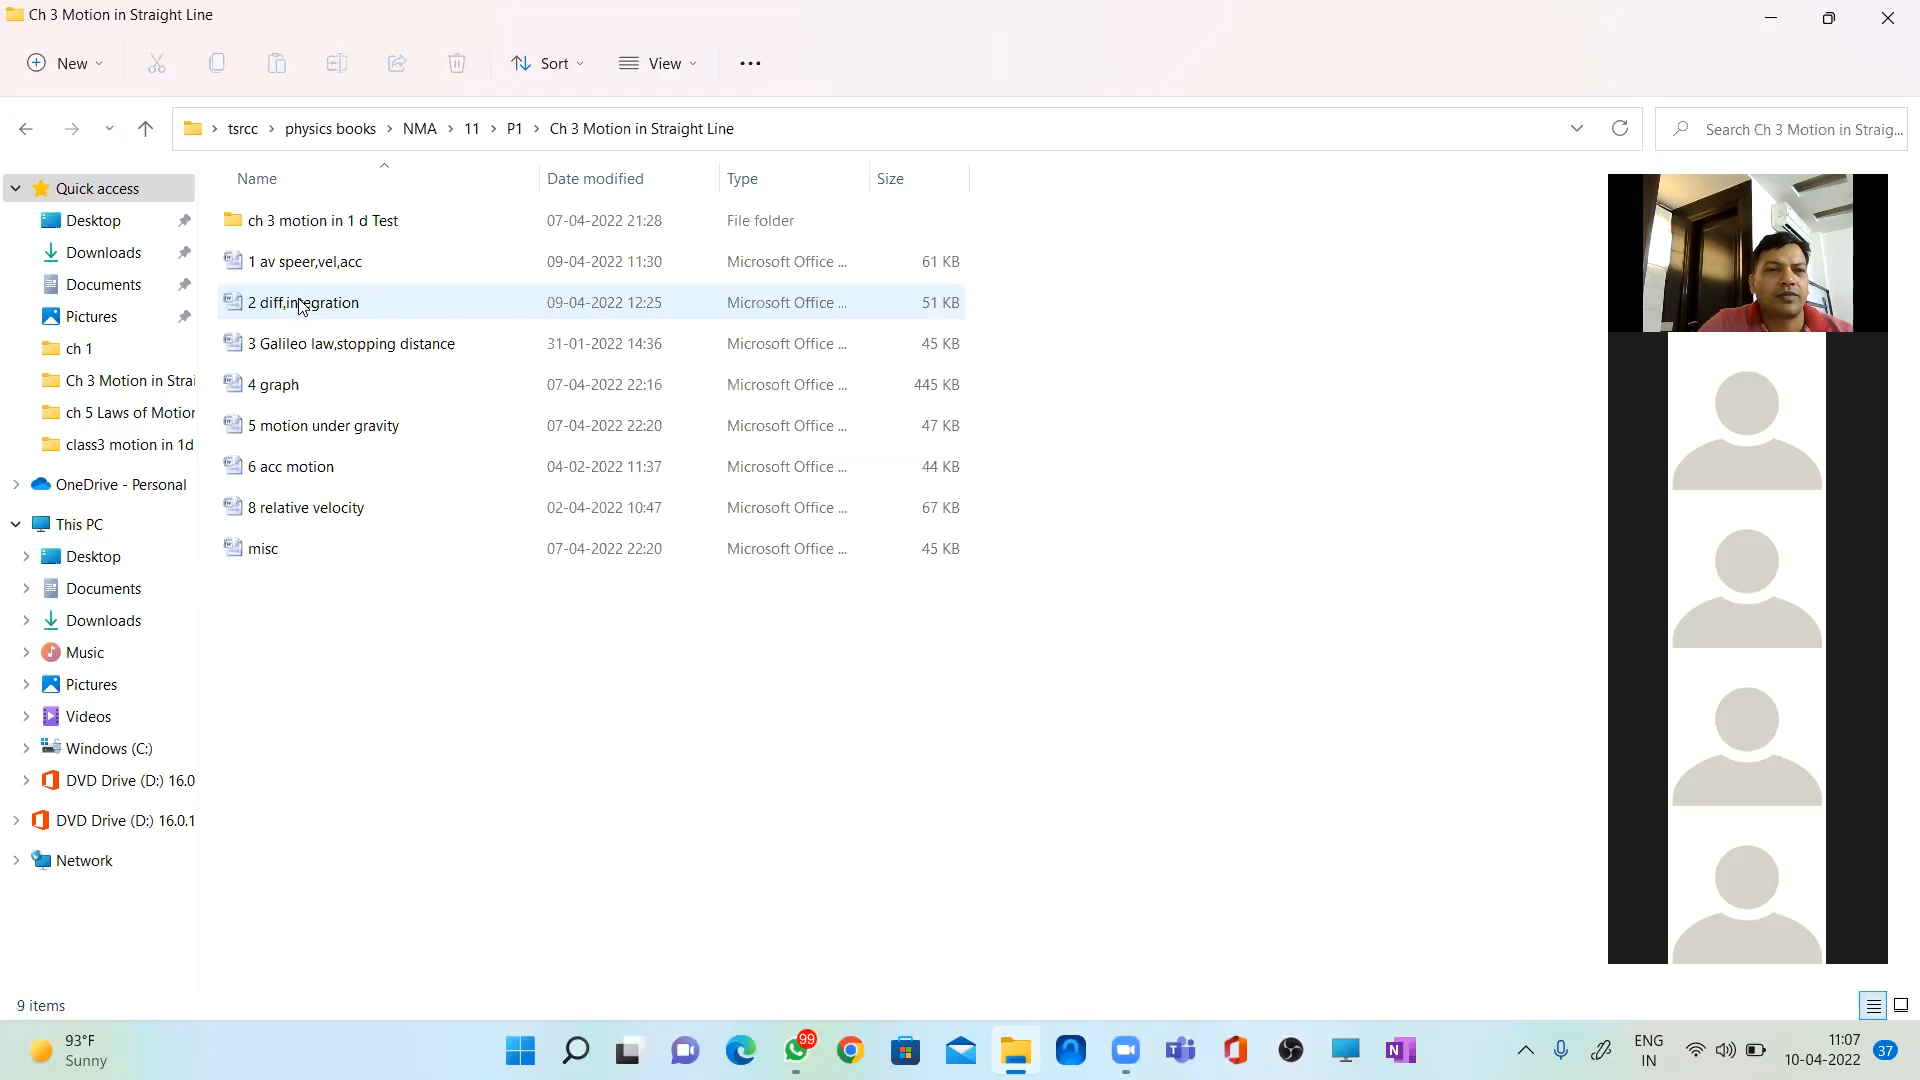 Ch 3 Motion in Straight Line
New
Sort
View
tsrcc > physics books > NMA > 11 > P1 > Ch 3 Motion in Straight Line
Search Ch 3 Motion in Straig...
Name Date modified Type Size
ch 3 motion in 1 d Test 07-04-2022 21:28 File folder
1 av speer,vel,acc 09-04-2022 11:30 Microsoft Office ... 61 KB
2 diff,integration 09-04-2022 12:25 Microsoft Office ... 51 KB
3 Galileo law,stopping distance 31-01-2022 14:36 Microsoft Office ... 45 KB
4 graph 07-04-2022 22:16 Microsoft Office ... 445 KB
5 motion under gravity 07-04-2022 22:20 Microsoft Office ... 47 KB
6 acc motion 04-02-2022 11:37 Microsoft Office ... 44 KB
8 relative velocity 02-04-2022 10:47 Microsoft Office ... 67 KB
misc 07-04-2022 22:20 Microsoft Office ... 45 KB
Quick access
Desktop
Downloads
Documents
Pictures
ch 1
Ch 3 Motion in Strai
ch 5 Laws of Motion
class3 motion in 1d
OneDrive - Personal
This PC
Desktop
Documents
Downloads
Music
Pictures
Videos
Windows (C:)
DVD Drive (D:) 16.0
DVD Drive (D:) 16.0.1
Network
9 items
93°F
Sunny
99
ENG
IN
11:07
10-04-2022
37